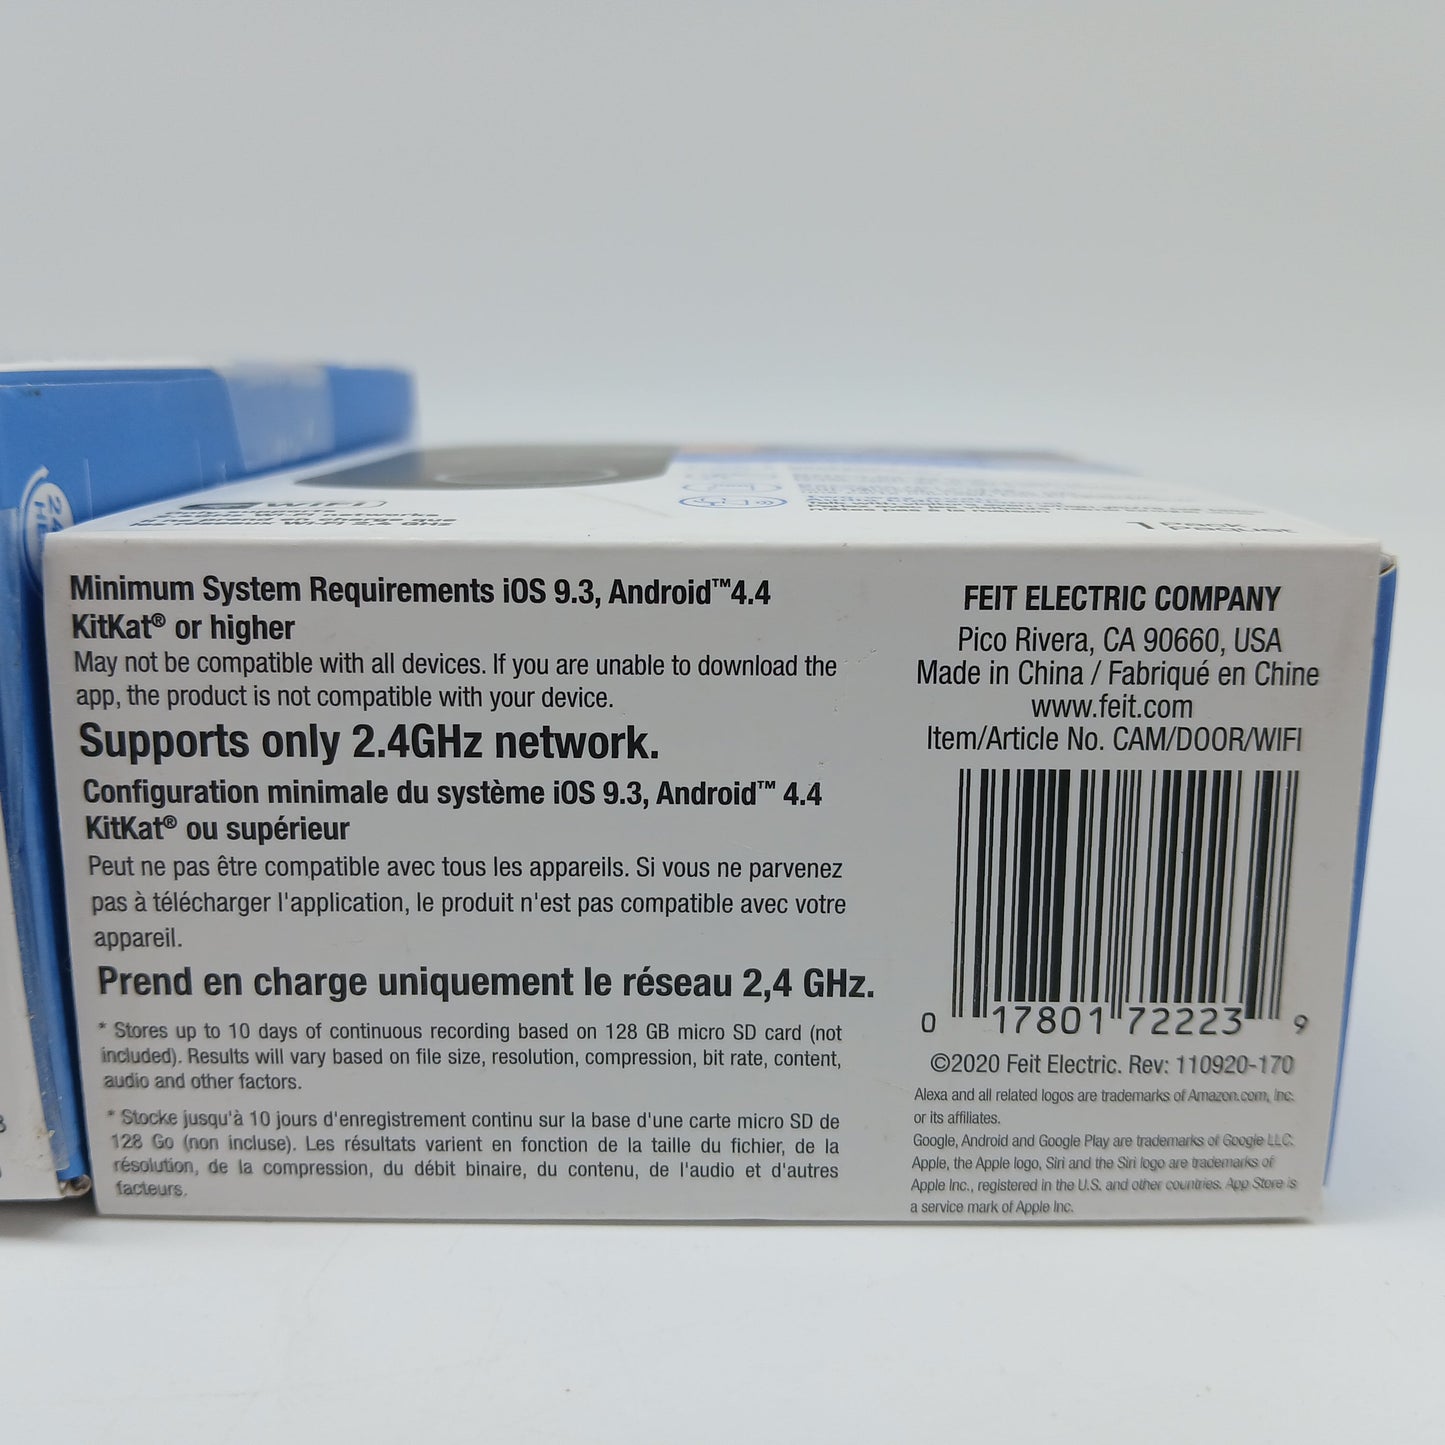 WiFi
1 Pack
Paquet
Minimum System Requirements iOS 9.3, Android™4.4
KitKat® or higher
May not be compatible with all devices. If you are unable to download the
app, the product is not compatible with your device.
Supports only 2.4GHz network.
Configuration minimale du système iOS 9.3, Android™ 4.4
KitKat® ou supérieur
Peut ne pas être compatible avec tous les appareils. Si vous ne parvenez
pas à télécharger l'application, le produit n'est pas compatible avec votre
appareil.
Prend en charge uniquement le réseau 2,4 GHz.
* Stores up to 10 days of continuous recording based on 128 GB micro SD card (not
included). Results will vary based on file size, resolution, compression, bit rate, content,
audio and other factors.
* Stocke jusqu'à 10 jours d'enregistrement continu sur la base d'une carte micro SD de
128 Go (non incluse). Les résultats varient en fonction de la taille du fichier, de la
résolution, de la compression, du débit binaire, du contenu, de l'audio et d'autres
facteurs.
FEIT ELECTRIC COMPANY
Pico Rivera, CA 90660, USA
Made in China / Fabriqué en Chine
www.feit.com
Item/Article No. CAM/DOOR/WIFI
0 17801 72223 9
©2020 Feit Electric. Rev: 110920-170
Alexa and all related logos are trademarks of Amazon.com, Inc.
or its affiliates.
Google, Android and Google Play are trademarks of Google LLC.
Apple, the Apple logo, Siri and the Siri logo are trademarks of
Apple Inc., registered in the U.S. and other countries. App Store is
a service mark of Apple Inc.